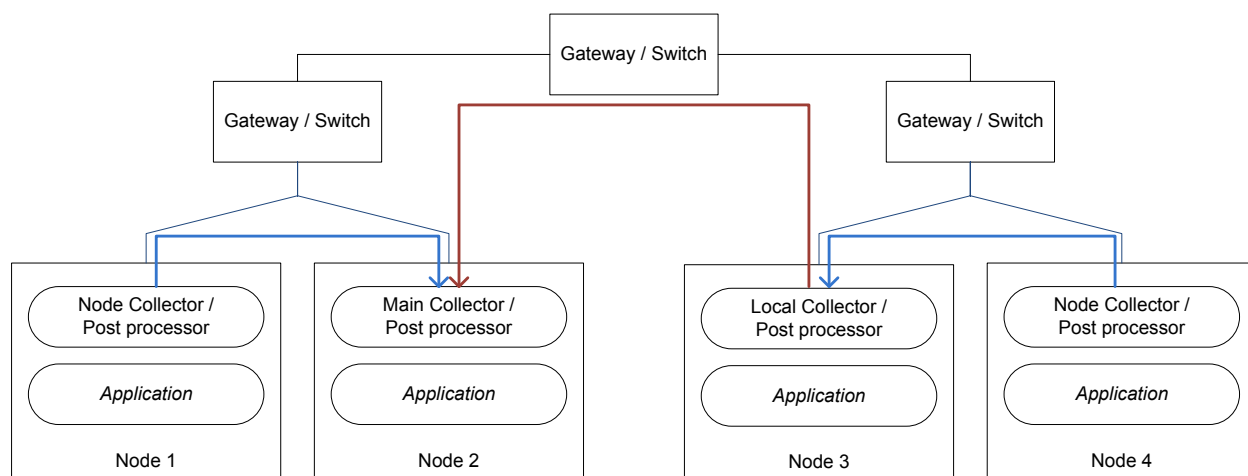 Gateway / Switch
Gateway / Switch
Gateway / Switch
Node Collector /
Post processor
Application
Node 1
Main Collector /
Post processor
Application
Node 2
Local Collector /
Post processor
Application
Node 3
Node Collector /
Post processor
Application
Node 4